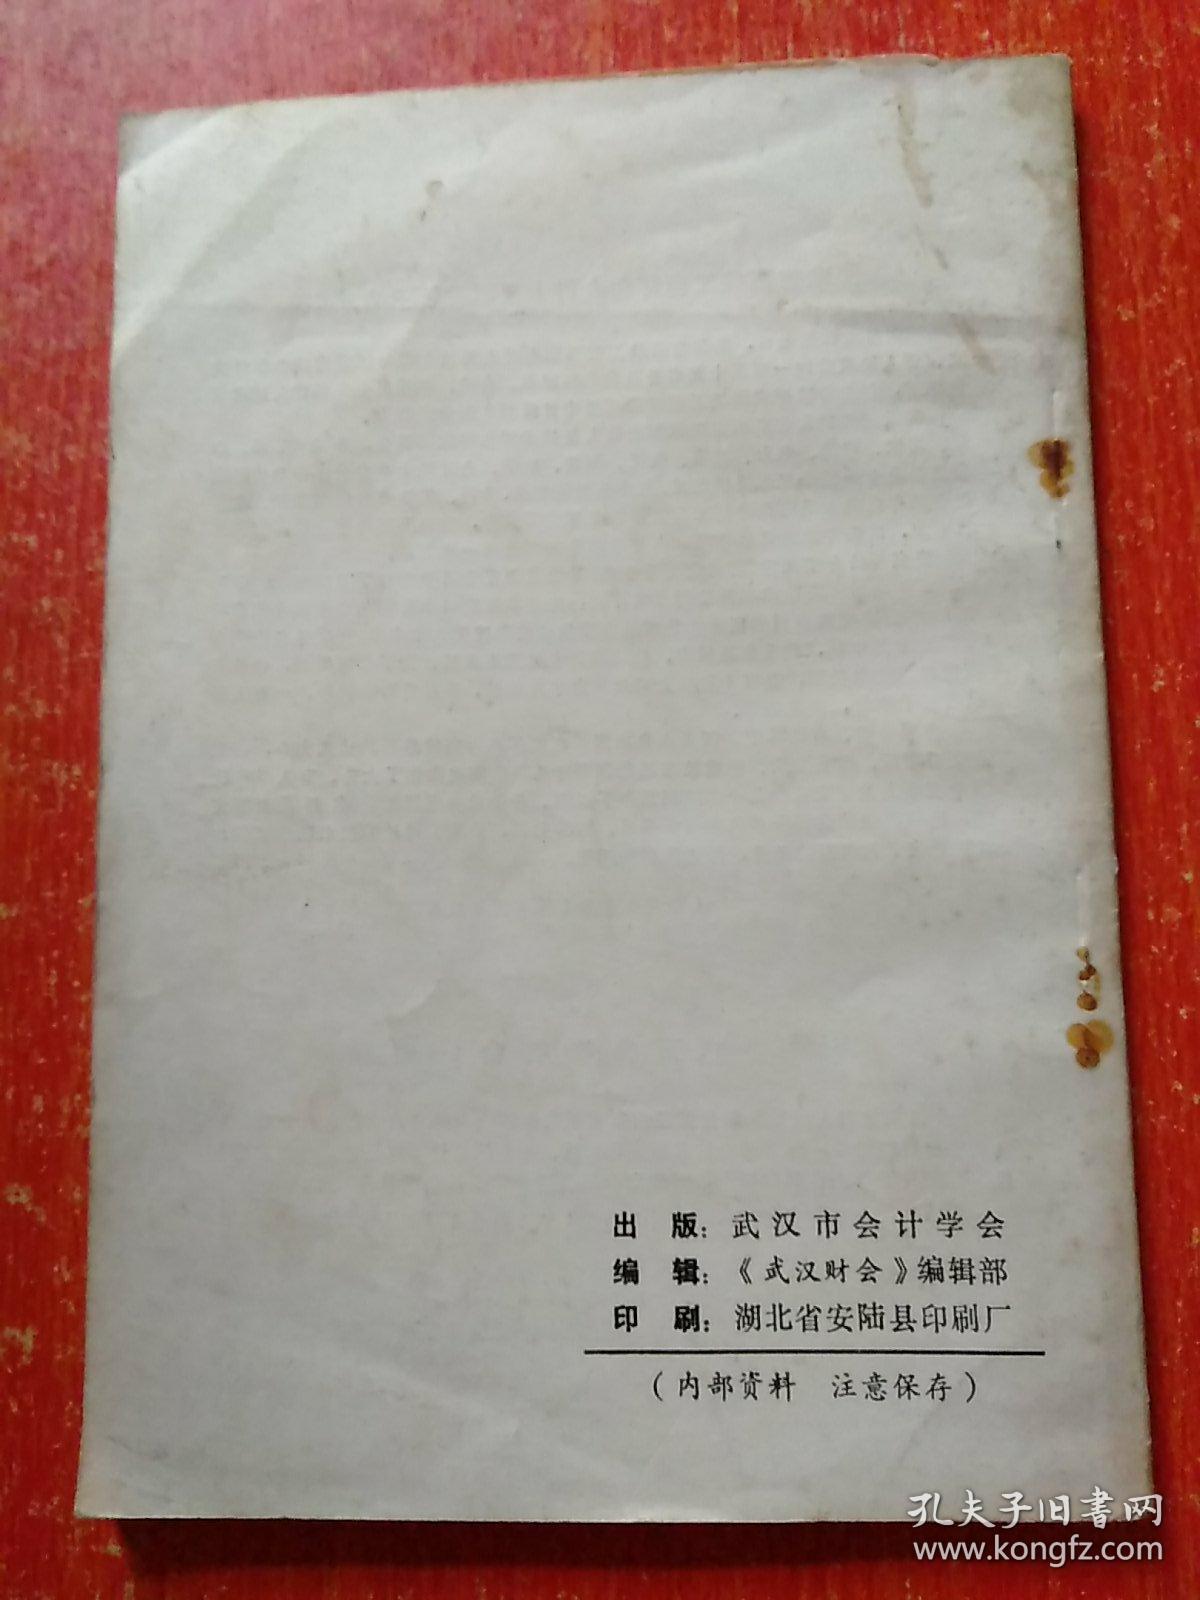 出　版：武汉市会计学会
编　辑：《武汉财会》编辑部
印　刷：湖北省安陆县印刷厂
（内部资料　注意保存）
孔夫子旧书网
www.kongfz.com